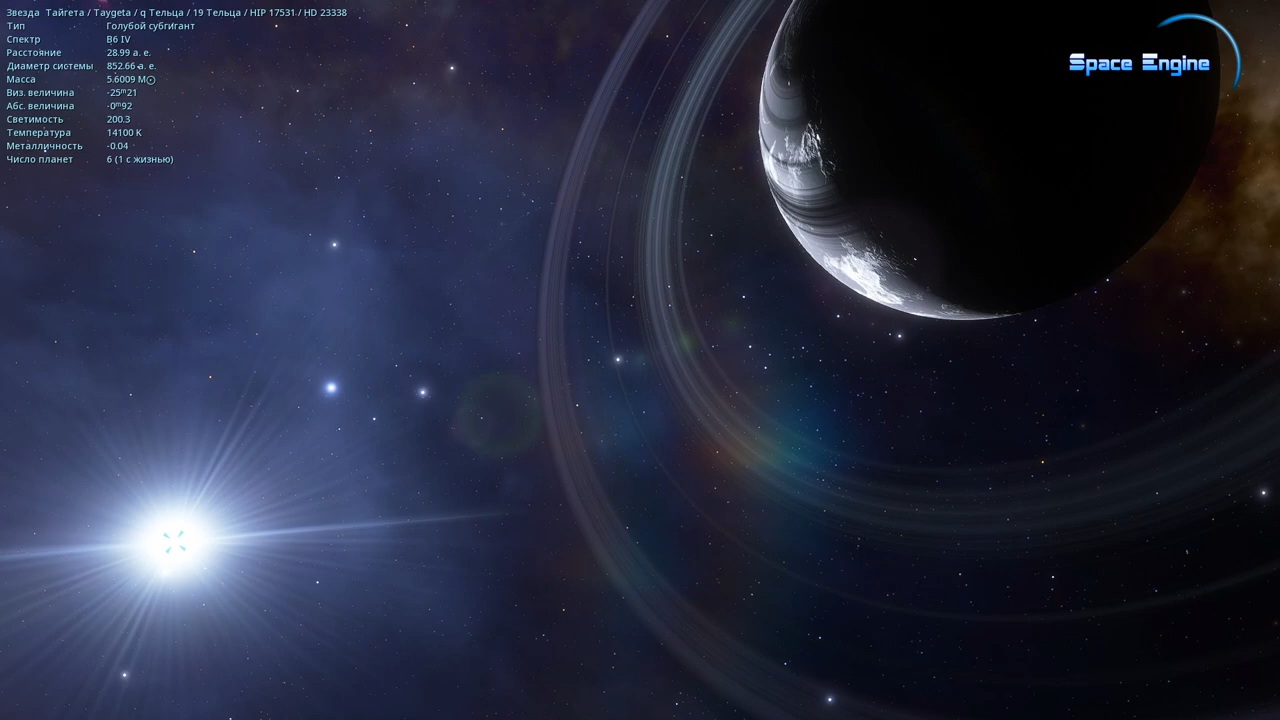 Звезда Тайгета / Taygeta / q Тельца / 19 Тельца / HIP 17531 / HD 23338
Тип Голубой субгигант
Спектр B6 IV
Расстояние 28.99 а. е.
Диаметр системы 852.66 а. е.
Масса 5.6009 M☉
Виз. величина -25ᵐ21
Абс. величина -0ᵐ92
Светимость 200.3
Температура 14100 K
Металличность -0.04
Число планет 6 (1 с жизнью)
Space Engine